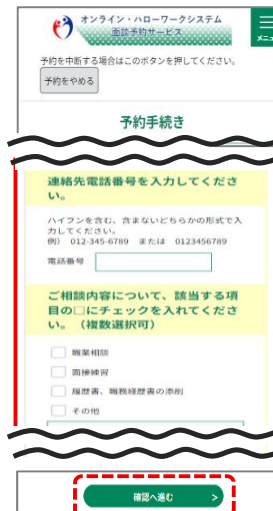 オンライン・ハローワークシステム
面談予約サービス
メニュー
予約を中断する場合はこのボタンを押してください。
予約をやめる
予約手続き
連絡先電話番号を入力してくださ
い。
ハイフンを含む、含まないどちらかの形式で入
力してください。
例） 012-345-6789 または 0123456789
電話番号
ご相談内容について、該当する項
目の□にチェックを入れてくださ
い。（複数選択可）
職業相談
面接練習
履歴書、職務経歴書の添削
その他
確認へ進む >